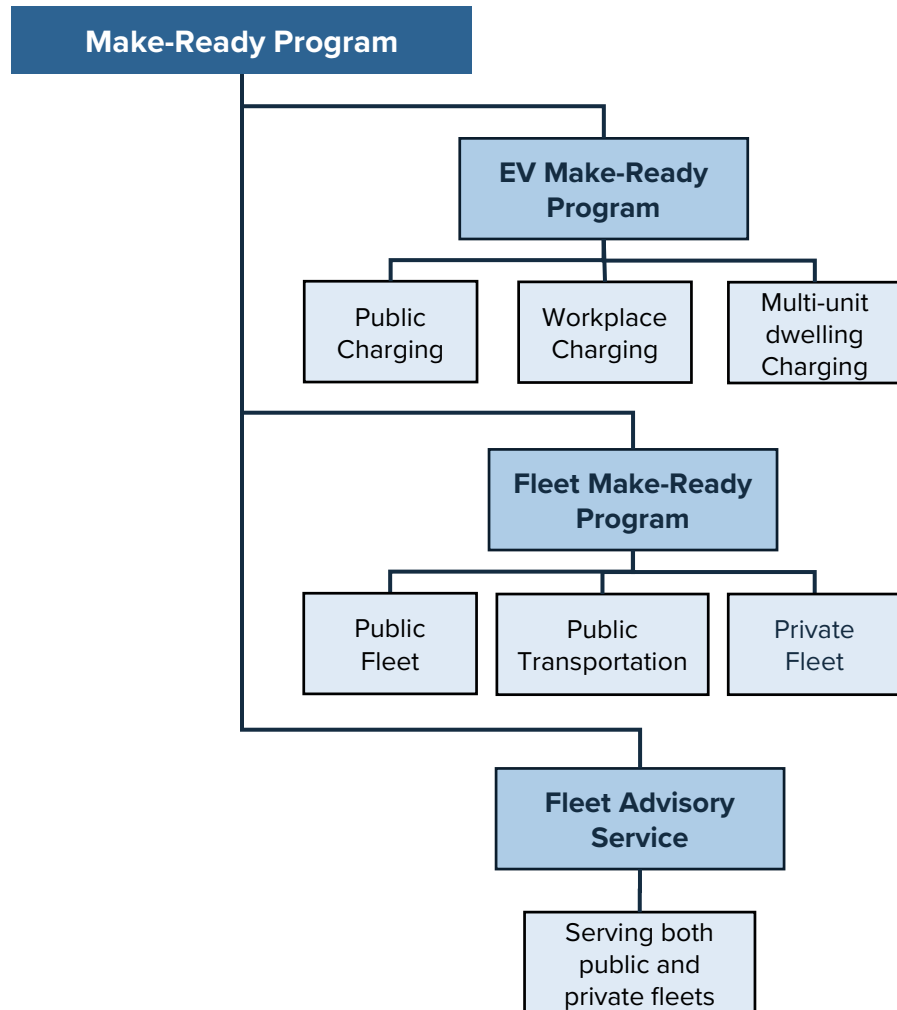 Make-Ready Program
EV Make-Ready
Program
Public
Charging
Workplace
Charging
Multi-unit
dwelling
Charging
Fleet Make-Ready
Program
Public
Fleet
Public
Transportation
Private
Fleet
Fleet Advisory
Service
Serving both
public and
private fleets